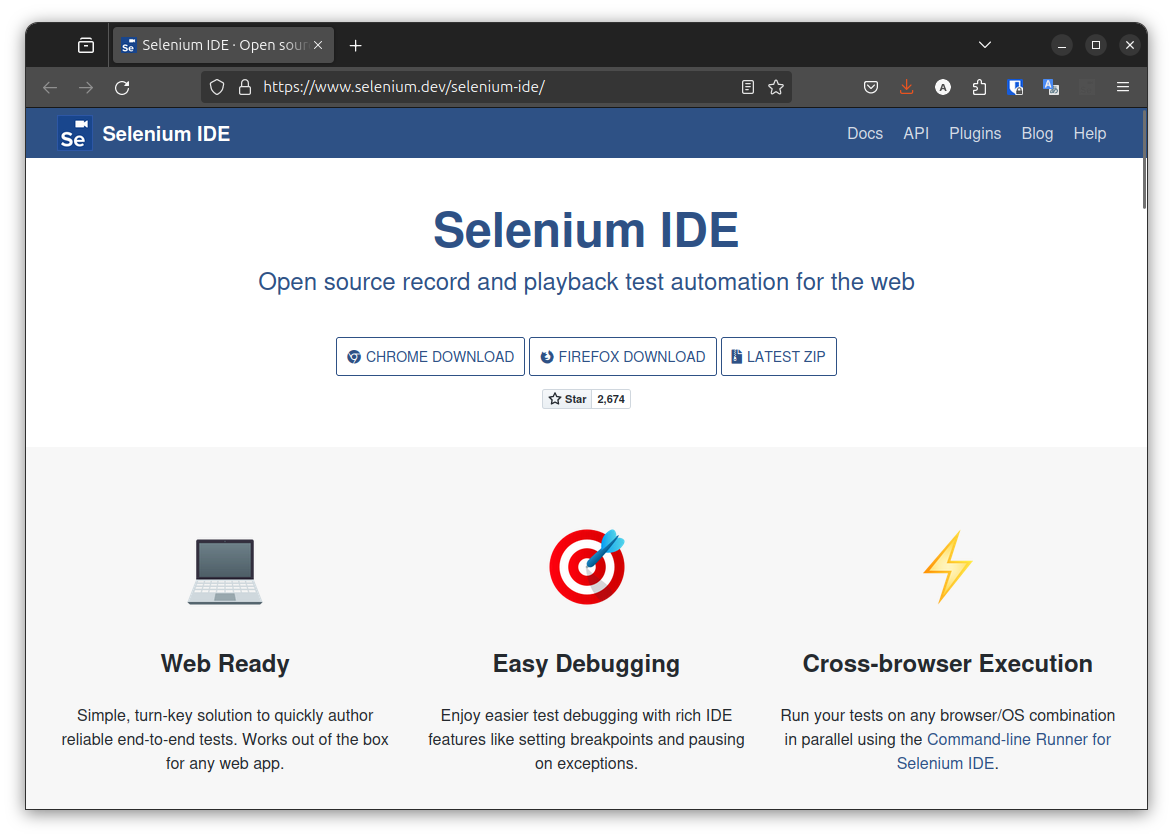 Selenium IDE · Open sour
https://www.selenium.dev/selenium-ide/
Se Selenium IDE
Docs API Plugins Blog Help
Selenium IDE
Open source record and playback test automation for the web
CHROME DOWNLOAD FIREFOX DOWNLOAD LATEST ZIP
Star 2,674
Web Ready
Simple, turn-key solution to quickly author
reliable end-to-end tests. Works out of the box
for any web app.
Easy Debugging
Enjoy easier test debugging with rich IDE
features like setting breakpoints and pausing
on exceptions.
Cross-browser Execution
Run your tests on any browser/OS combination
in parallel using the Command-line Runner for
Selenium IDE.